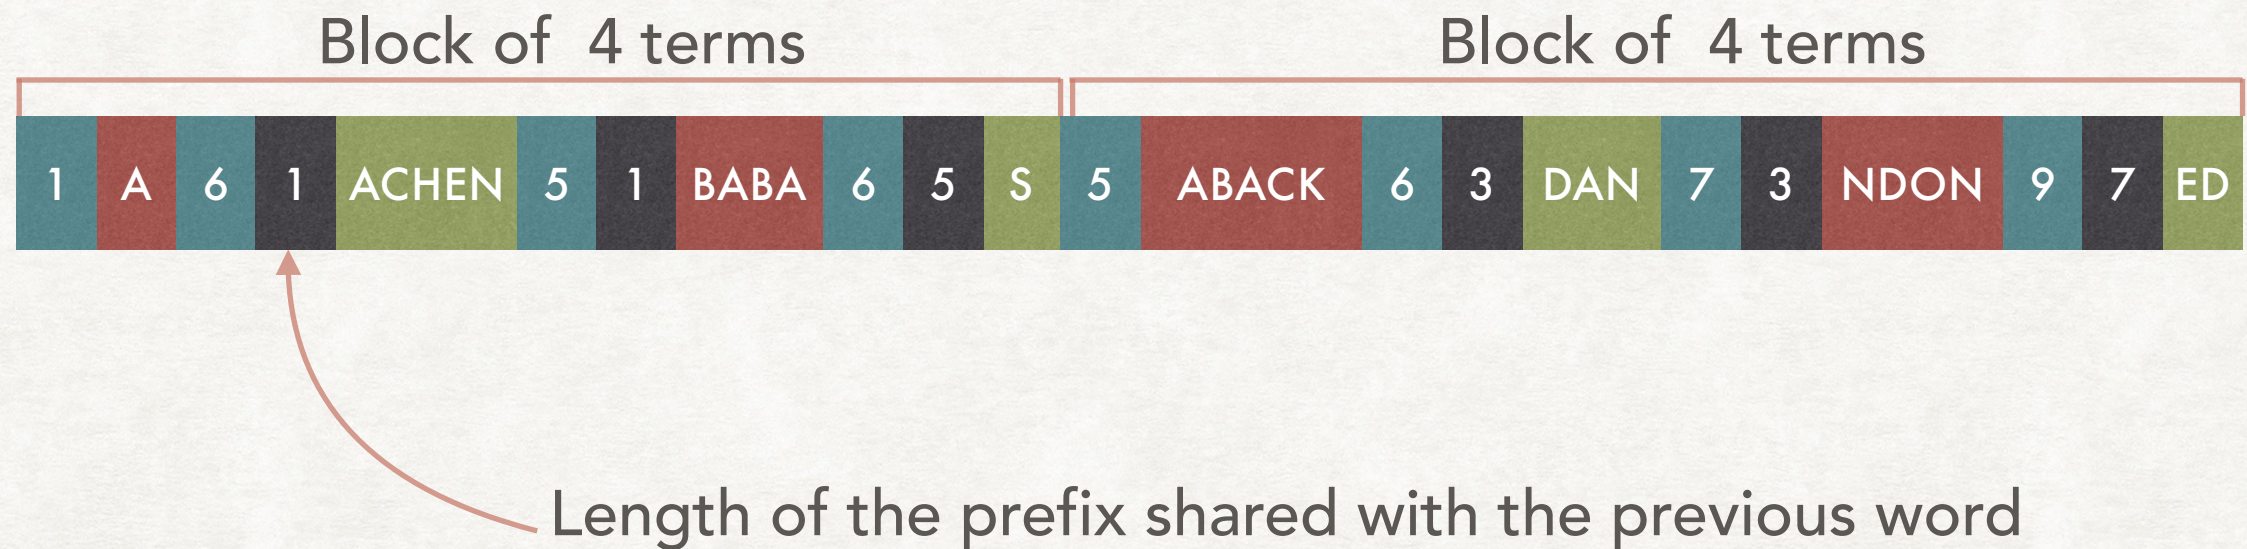 Block of 4 terms Block of 4 terms
1 A 6 1 ACHEN 5 1 BABA 6 5 S 5 ABACK 6 3 DAN 7 3 NDON 9 7 ED
Length of the prefix shared with the previous word